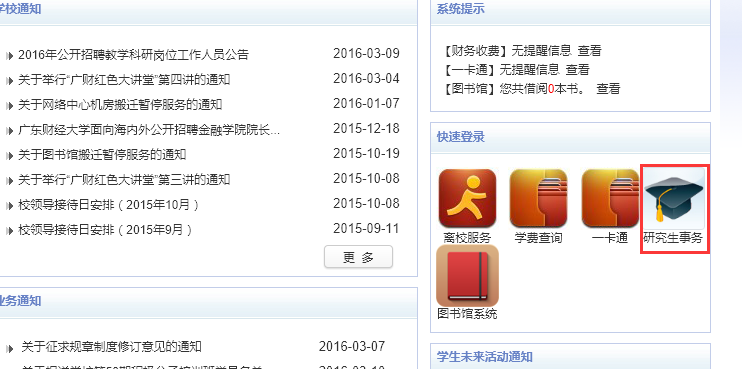 学校通知
2016年公开招聘教学科研岗位工作人员公告 2016-03-09
关于举行“广财红色大讲堂”第四讲的通知 2016-03-04
关于网络中心机房搬迁暂停服务的通知 2016-01-07
广东财经大学面向海内外公开招聘金融学院院长... 2015-12-18
关于图书馆搬迁暂停服务的通知 2015-10-19
关于举行“广财红色大讲堂”第三讲的通知 2015-10-08
校领导接待日安排（2015年10月） 2015-10-08
校领导接待日安排（2015年9月） 2015-09-11
更 多
业务通知
关于征求规章制度修订意见的通知 2016-03-07
系统提示
【财务收费】无提醒信息 查看
【一卡通】无提醒信息 查看
【图书馆】您共借阅0本书。 查看
快速登录
离校服务 学费查询 一卡通 研究生事务
图书馆系统
学生未来活动通知